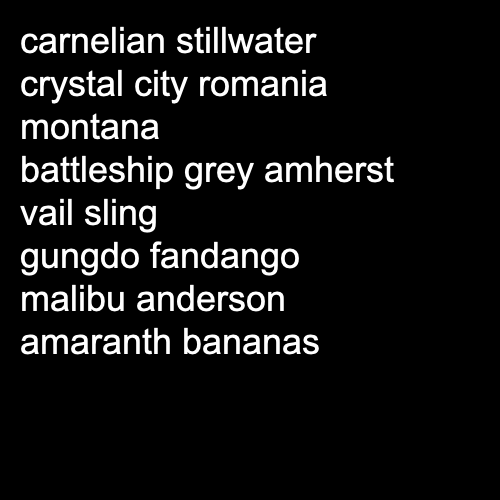 carnelian stillwater
crystal city romania
montana
battleship grey amherst
vail sling
gungdo fandango
malibu anderson
amaranth bananas